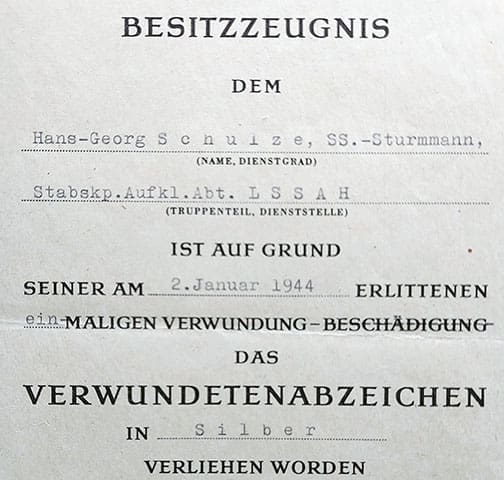 BESITZZEUGNIS
DEM
Hans-Georg S c h u l z e, SS.-Sturmmann,
(NAME, DIENSTGRAD)
Stabskp.Aufkl.Abt. L S S A H
(TRUPPENTEIL, DIENSTSTELLE)
IST AUF GRUND
SEINER AM 2.Januar 1944 ERLITTENEN
ein-MALIGEN VERWUNDUNG – BESCHÄDIGUNG
DAS
VERWUNDETENABZEICHEN
IN S i l b e r
VERLIEHEN WORDEN